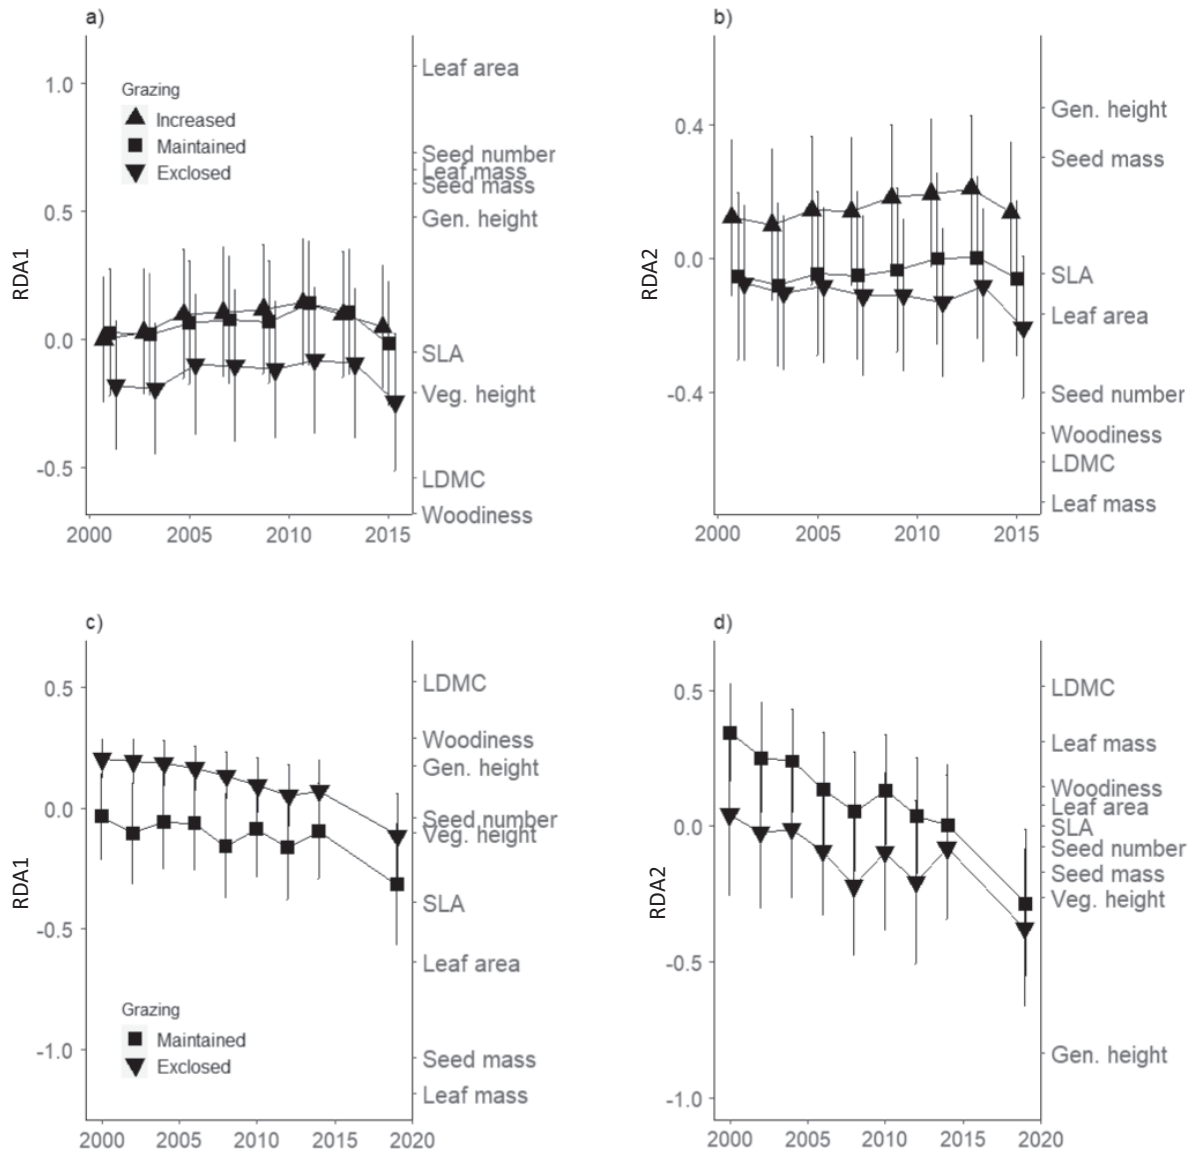 a)
1.0
0.5
0.0
-0.5
RDA1
Grazing
Increased
Maintained
Exclosed
Leaf area
Seed number
Leaf mass
Seed mass
Gen. height
SLA
Veg. height
LDMC
Woodiness
2000 2005 2010 2015
b)
0.4
0.0
-0.4
RDA2
Gen. height
Seed mass
SLA
Leaf area
Seed number
Woodiness
LDMC
Leaf mass
2000 2005 2010 2015
c)
0.5
0.0
-0.5
-1.0
RDA1
LDMC
Woodiness
Gen. height
Seed number
Veg. height
SLA
Leaf area
Seed mass
Leaf mass
Grazing
Maintained
Exclosed
2000 2005 2010 2015 2020
d)
0.5
0.0
-0.5
-1.0
RDA2
LDMC
Leaf mass
Woodiness
Leaf area
SLA
Seed number
Seed mass
Veg. height
Gen. height
2000 2005 2010 2015 2020